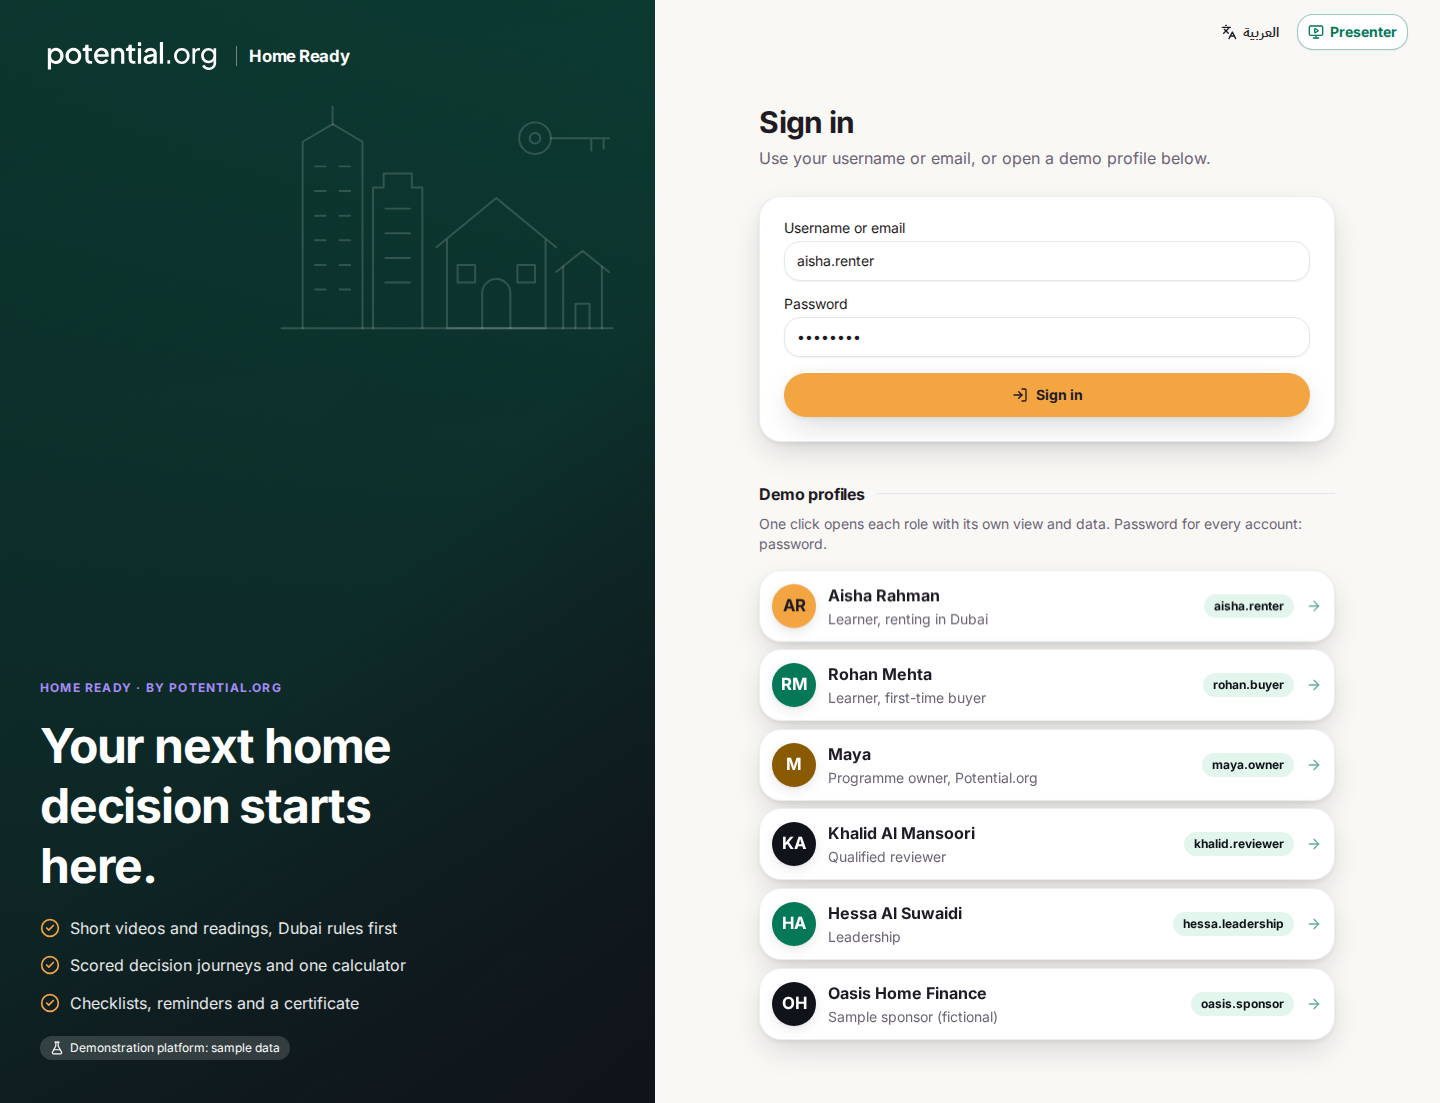 potential.org
Home Ready
العربية
Presenter
Sign in
Use your username or email, or open a demo profile below.
Username or email
aisha.renter
Password
••••••••
Sign in
Demo profiles
One click opens each role with its own view and data. Password for every account:
password.
AR
Aisha Rahman
Learner, renting in Dubai
aisha.renter
RM
Rohan Mehta
Learner, first-time buyer
rohan.buyer
M
Maya
Programme owner, Potential.org
maya.owner
KA
Khalid Al Mansoori
Qualified reviewer
khalid.reviewer
HA
Hessa Al Suwaidi
Leadership
hessa.leadership
OH
Oasis Home Finance
Sample sponsor (fictional)
oasis.sponsor
HOME READY · BY POTENTIAL.ORG
Your next home
decision starts
here.
Short videos and readings, Dubai rules first
Scored decision journeys and one calculator
Checklists, reminders and a certificate
Demonstration platform: sample data